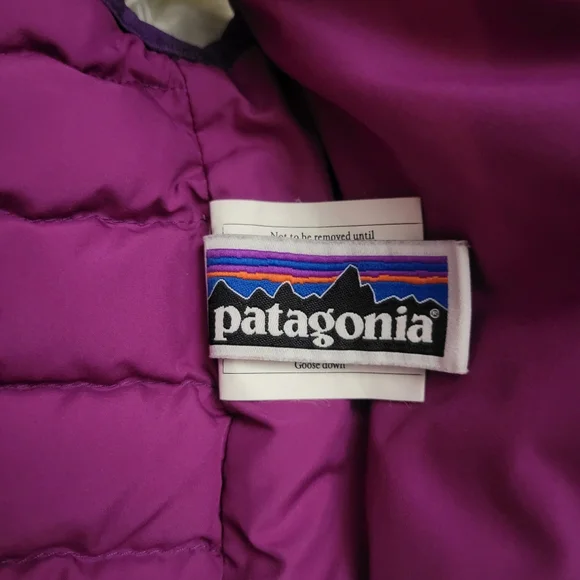 Not to be removed until
patagonia®
Goose down